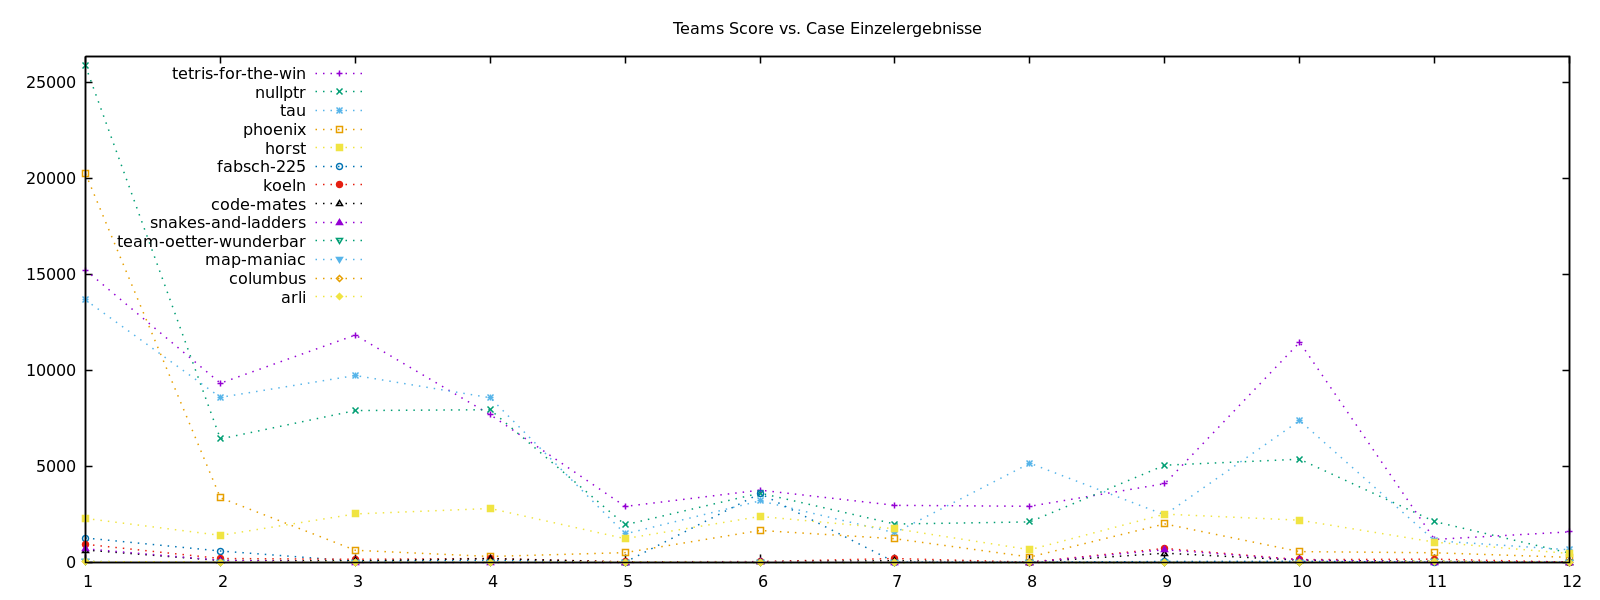 Teams Score vs. Case Einzelergebnisse
25000
20000
15000
10000
5000
0
tetris-for-the-win
nullptr
tau
phoenix
horst
fabsch-225
koeln
code-mates
snakes-and-ladders
team-oetter-wunderbar
map-maniac
columbus
arli
1 2 3 4 5 6 7 8 9 10 11 12